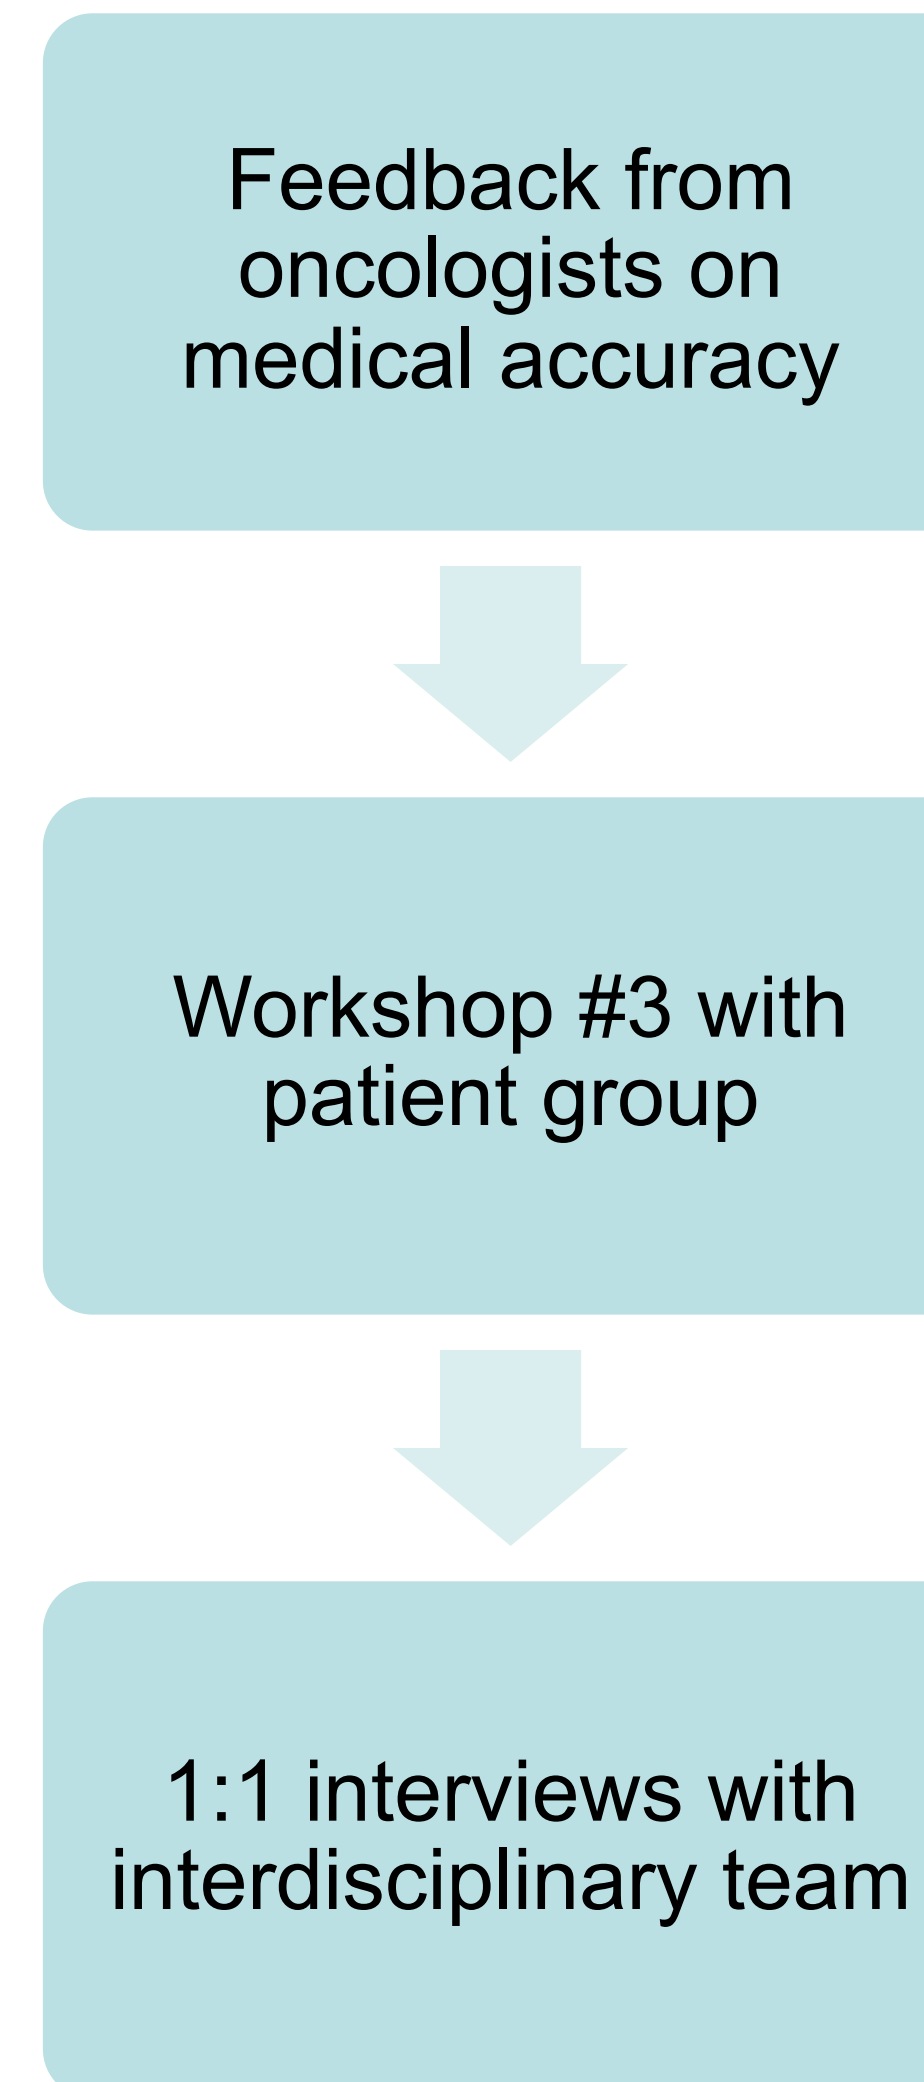 Feedback from
oncologists on
medical accuracy
Workshop #3 with
patient group
1:1 interviews with
interdisciplinary team